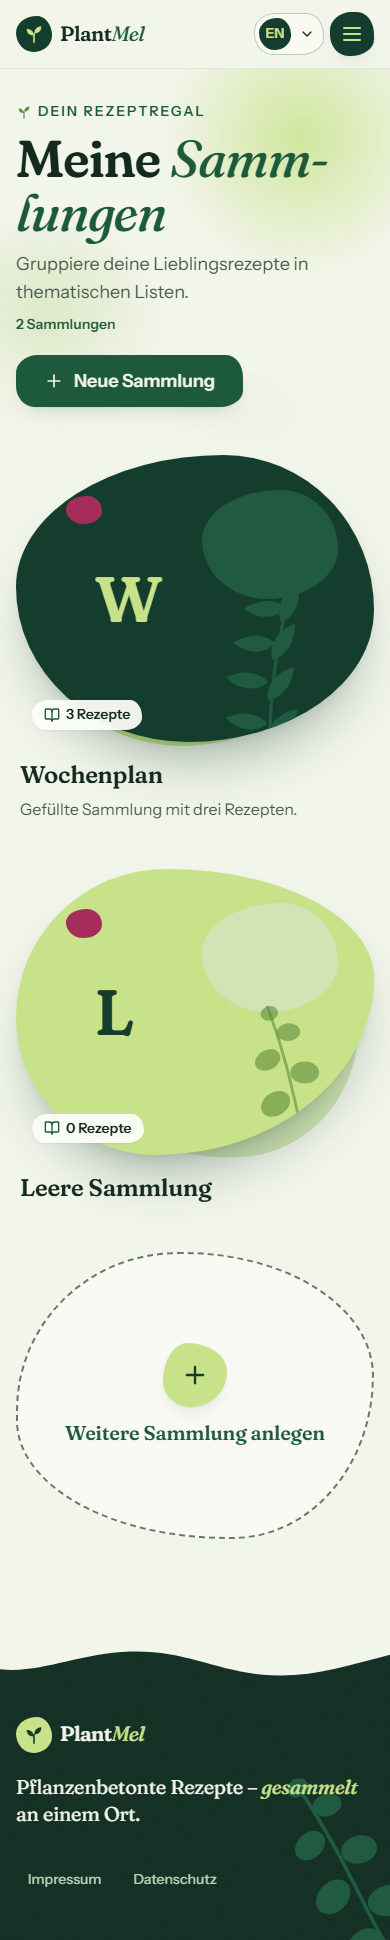 PlantMel
EN
DEIN REZEPTREGAL
Meine Samm-
lungen
Gruppiere deine Lieblingsrezepte in
thematischen Listen.
2 Sammlungen
Neue Sammlung
W
3 Rezepte
Wochenplan
Gefüllte Sammlung mit drei Rezepten.
L
0 Rezepte
Leere Sammlung
Weitere Sammlung anlegen
PlantMel
Pflanzenbetonte Rezepte – gesammelt
an einem Ort.
Impressum Datenschutz